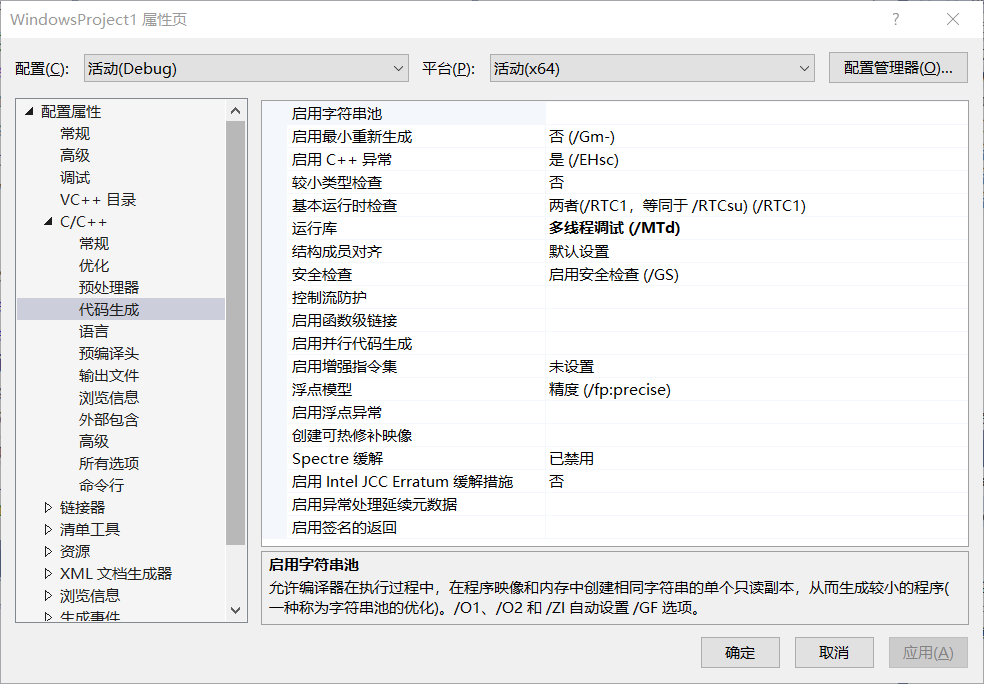 WindowsProject1 属性页
配置(C): 活动(Debug) 平台(P): 活动(x64) 配置管理器(O)...
配置属性
常规
高级
调试
VC++ 目录
C/C++
常规
优化
预处理器
代码生成
语言
预编译头
输出文件
浏览信息
外部包含
高级
所有选项
命令行
链接器
清单工具
资源
XML 文档生成器
浏览信息
生成事件
启用字符串池
启用最小重新生成 否 (/Gm-)
启用 C++ 异常 是 (/EHsc)
较小类型检查 否
基本运行时检查 两者(/RTC1，等同于 /RTCsu) (/RTC1)
运行库 多线程调试 (/MTd)
结构成员对齐 默认设置
安全检查 启用安全检查 (/GS)
控制流防护
启用函数级链接
启用并行代码生成
启用增强指令集 未设置
浮点模型 精度 (/fp:precise)
启用浮点异常
创建可热修补映像
Spectre 缓解 已禁用
启用 Intel JCC Erratum 缓解措施 否
启用异常处理延续元数据
启用签名的返回
启用字符串池
允许编译器在执行过程中，在程序映像和内存中创建相同字符串的单个只读副本，从而生成较小的程序(
一种称为字符串池的优化)。/O1、/O2 和 /ZI 自动设置 /GF 选项。
确定 取消 应用(A)